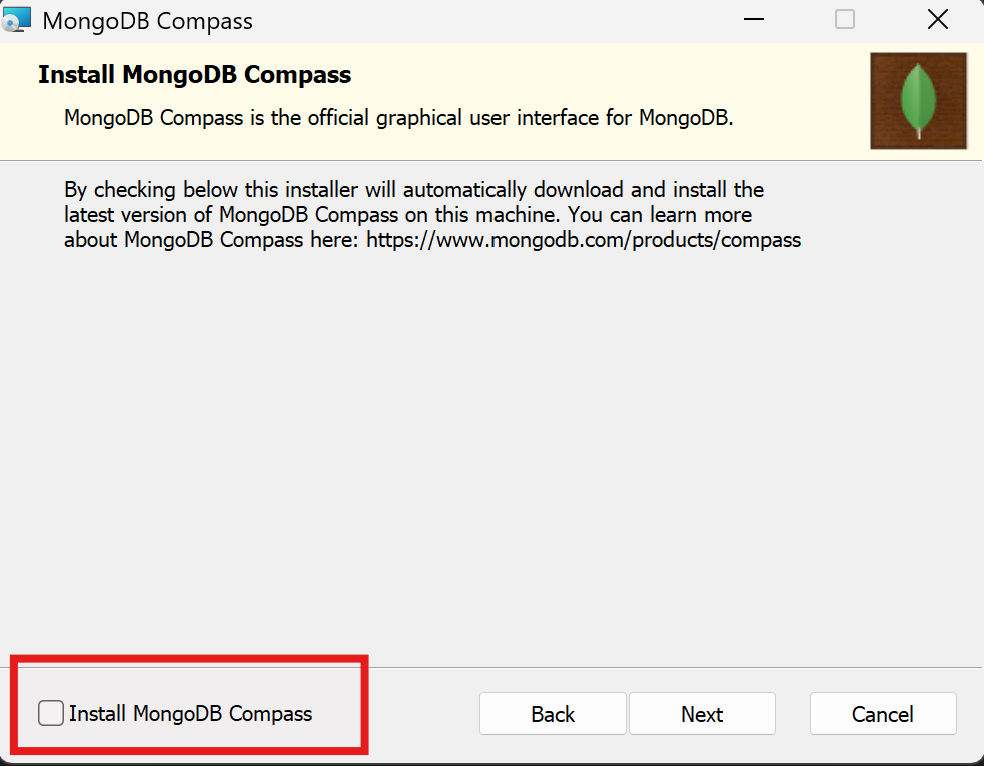 MongoDB Compass
Install MongoDB Compass
MongoDB Compass is the official graphical user interface for MongoDB.
By checking below this installer will automatically download and install the
latest version of MongoDB Compass on this machine. You can learn more
about MongoDB Compass here: https://www.mongodb.com/products/compass
Install MongoDB Compass
Back
Next
Cancel